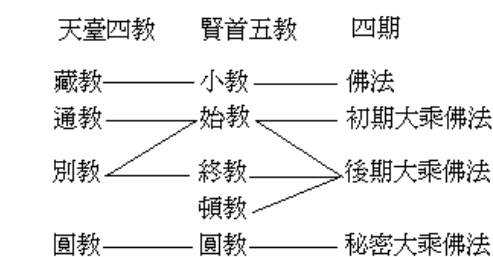 天臺四教 賢首五教 四期
藏教 小教 佛法
通教 始教 初期大乘佛法
別教 終教 後期大乘佛法
頓教
圓教 圓教 秘密大乘佛法